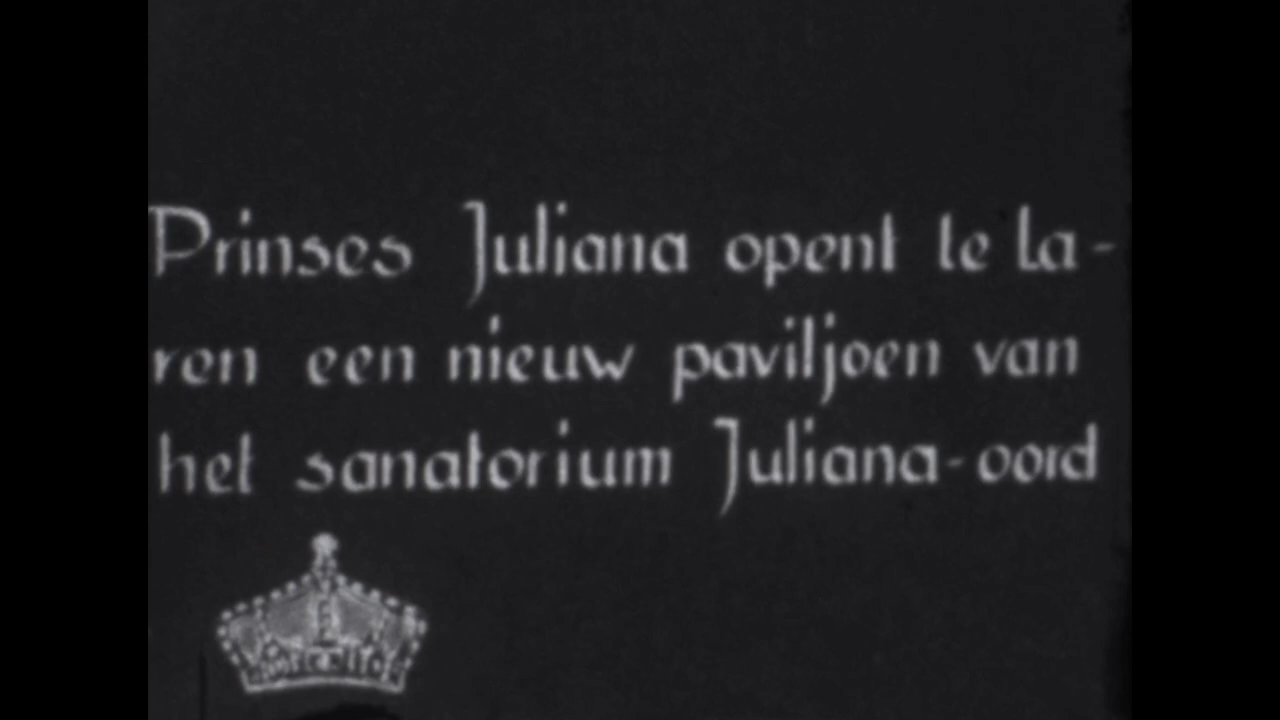 Prinses Juliana opent te La-
ren een nieuw paviljoen van
het sanatorium Juliana-oord